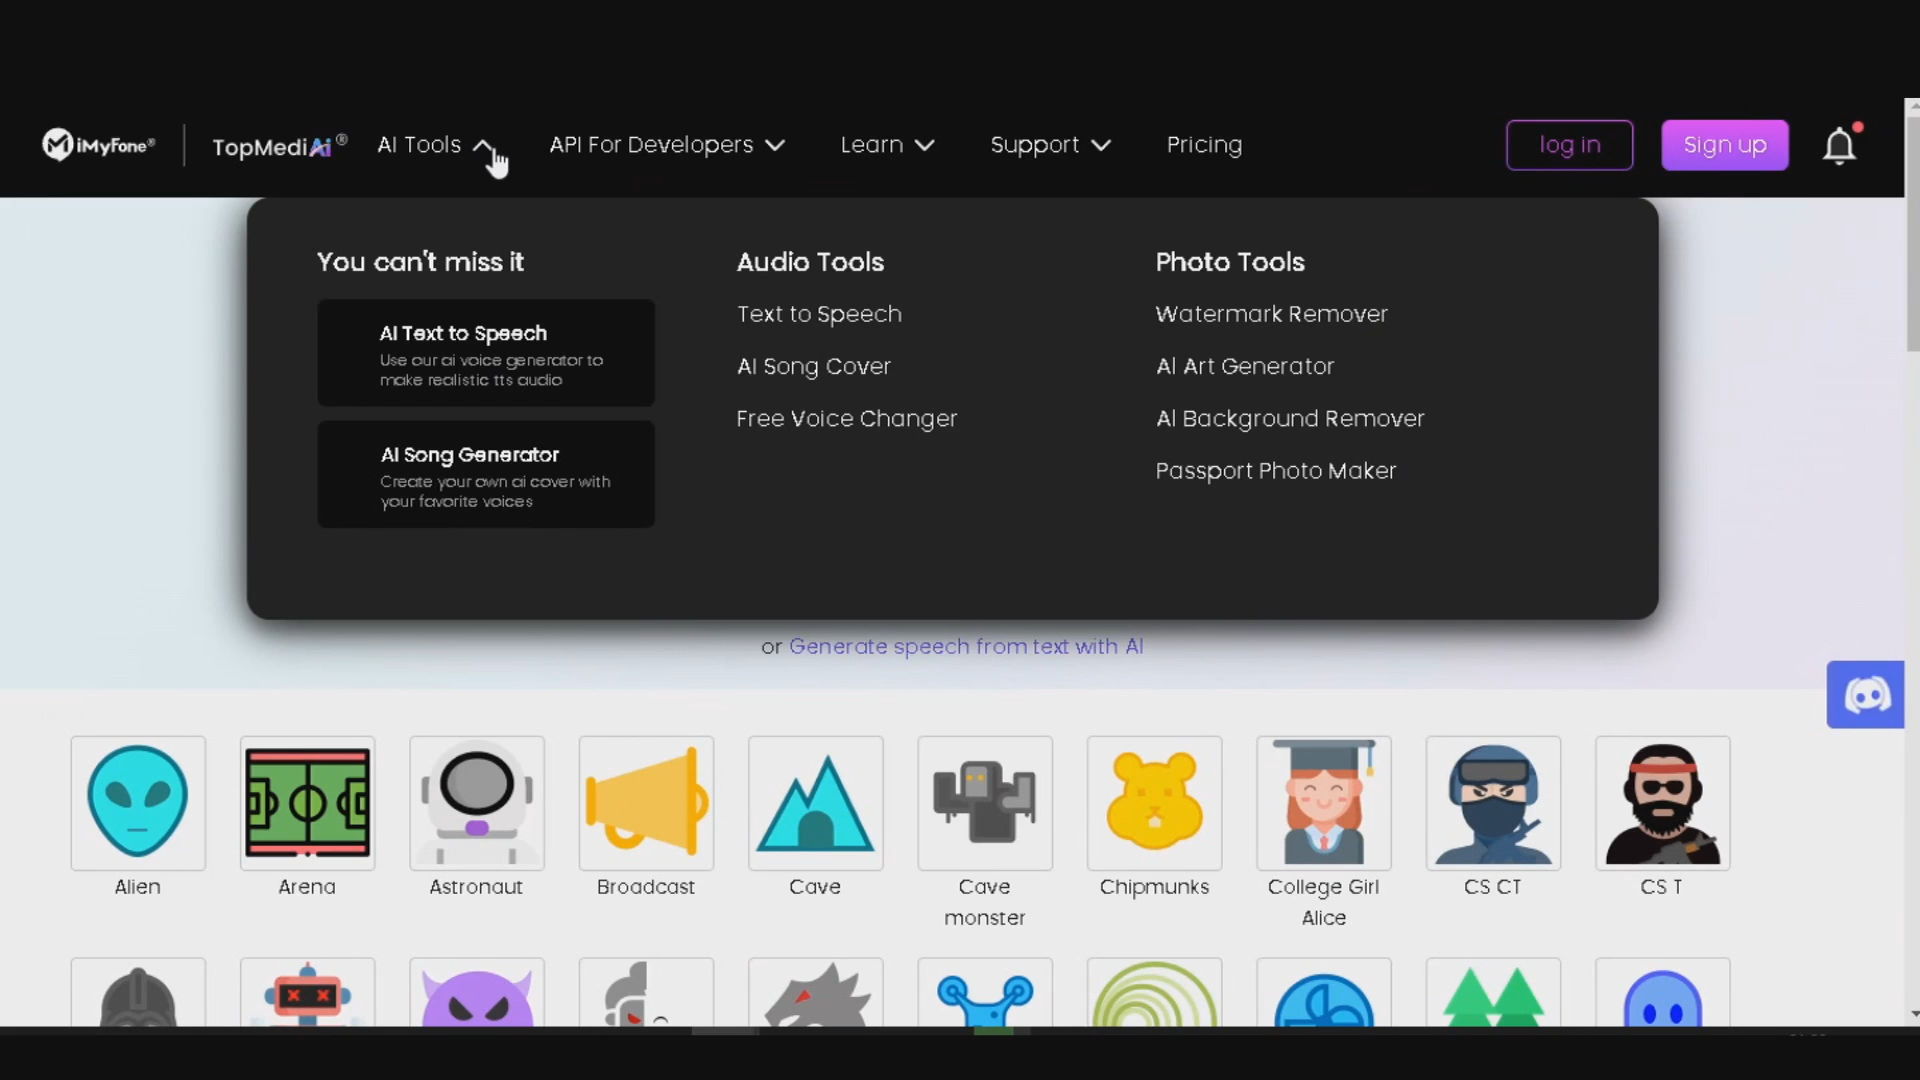 iMyFone®
TopMediAi®
AI Tools
API For Developers
Learn
Support
Pricing
log in
Sign up
You can't miss it
AI Text to Speech
Use our ai voice generator to
make realistic tts audio
AI Song Generator
Create your own ai cover with
your favorite voices
Audio Tools
Text to Speech
AI Song Cover
Free Voice Changer
Photo Tools
Watermark Remover
AI Art Generator
AI Background Remover
Passport Photo Maker
or Generate speech from text with AI
Alien
Arena
Astronaut
Broadcast
Cave
Cave
monster
Chipmunks
College Girl
Alice
CS CT
CS T